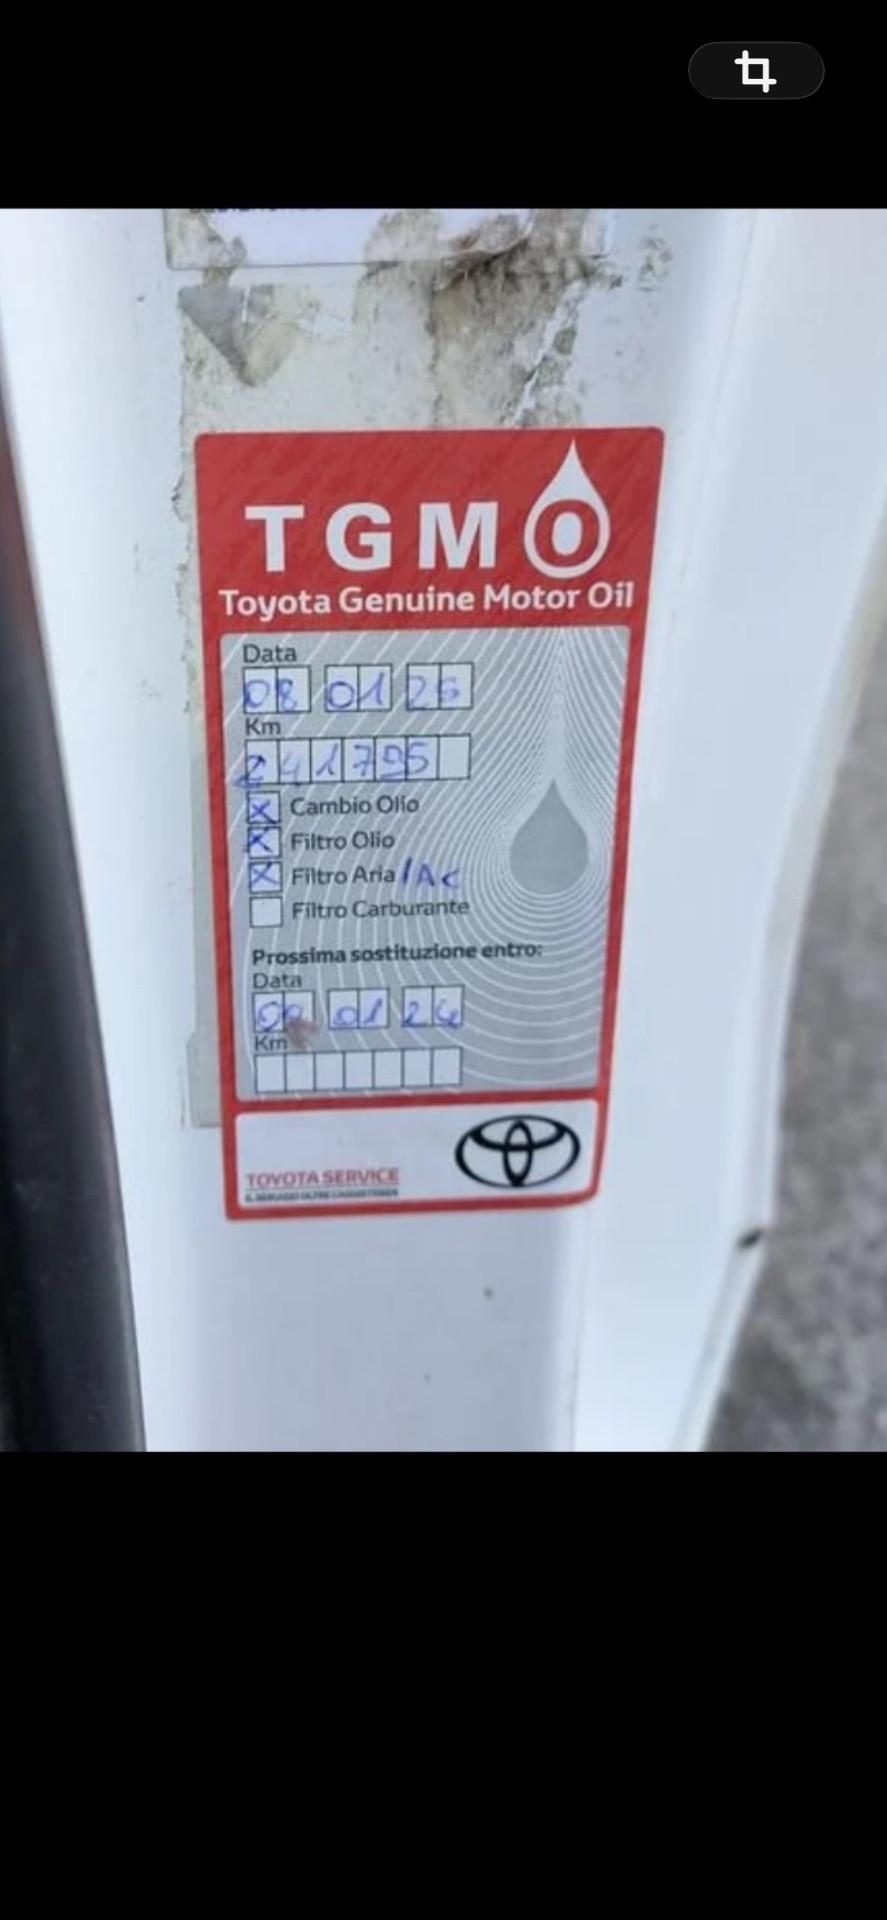 TGMO
Toyota Genuine Motor Oil
Data
08 01 25
Km
241795
X Cambio Olio
X Filtro Olio
X Filtro Aria /AC
Filtro Carburante
Prossima sostituzione entro:
Data
01
Km
TOYOTA SERVICE